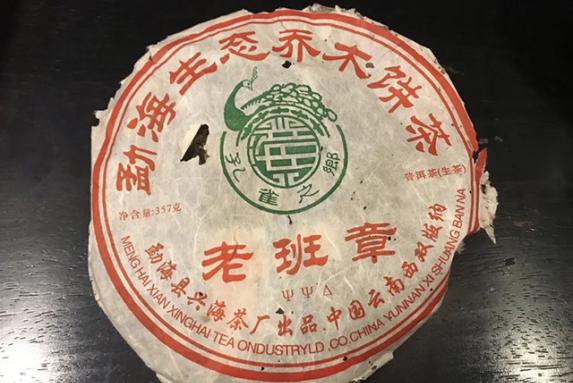 勐海生态乔木饼茶
孔雀之鄉
普洱茶(生茶)
净含量:357克
老班章
ΨΨΔ
勐海县兴海茶厂出品.中国云南西双版纳
MENG HAI XIAN XINGHAI TEA ONDUSTRYLD.CO.CHINA YUNNAN XI SHUANG BAN NA